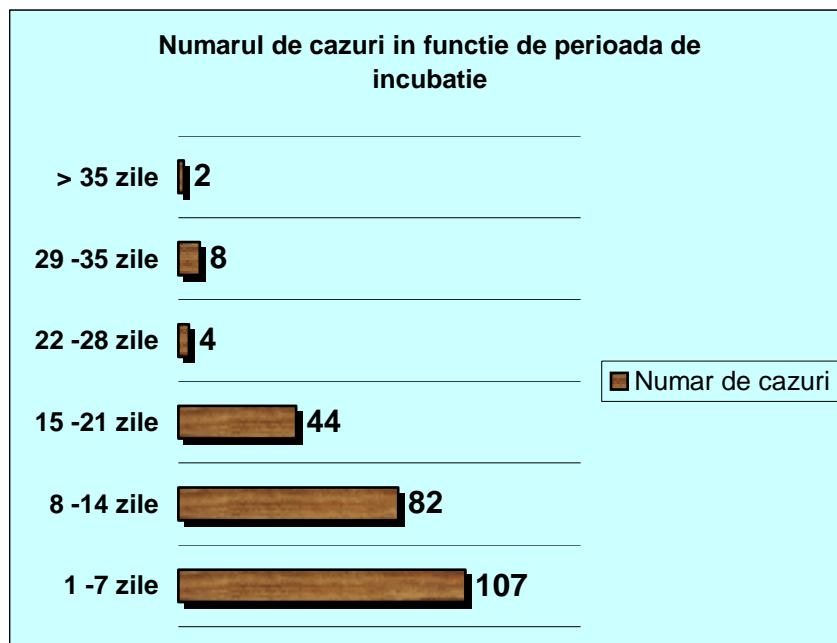 Numarul de cazuri in functie de perioada de
incubatie
> 35 zile 2
29 -35 zile 8
22 -28 zile 4
15 -21 zile 44
8 -14 zile 82
1 -7 zile 107
Numar de cazuri